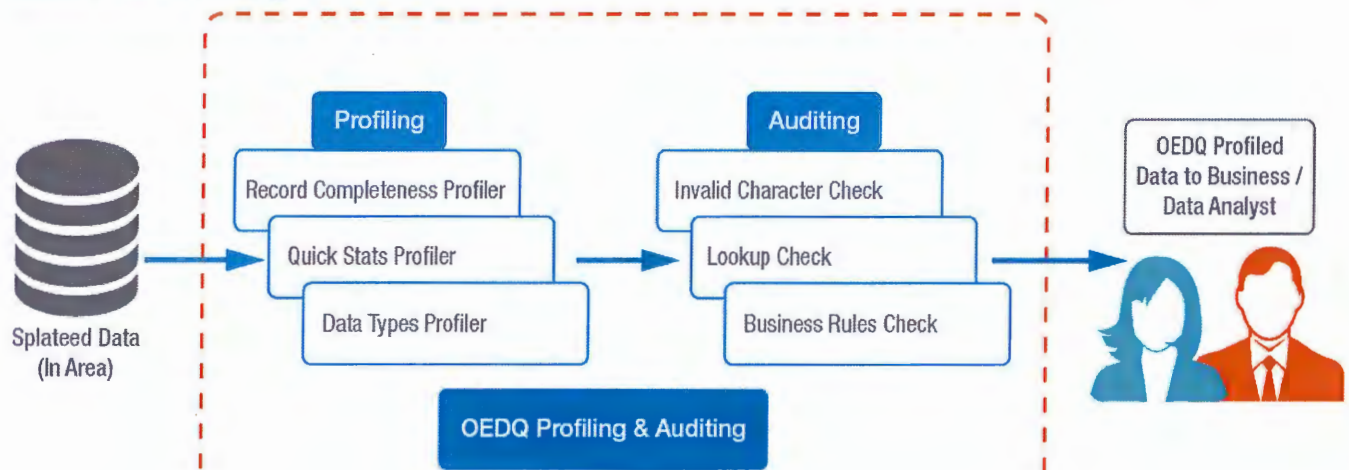 Profiling
Record Completeness Profiler
Quick Stats Profiler
Data Types Profiler
Auditing
Invalid Character Check
Lookup Check
Business Rules Check
OEDQ Profiling & Auditing
Splateed Data
(In Area)
OEDQ Profiled
Data to Business /
Data Analyst